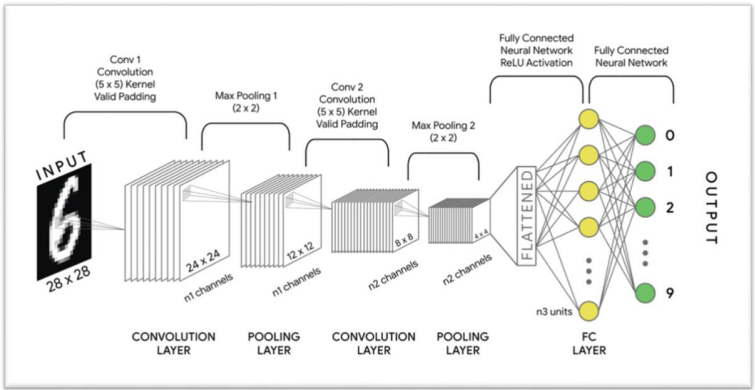 Conv 1
Convolution
(5 x 5) Kernel
Valid Padding
Max Pooling 1
(2 x 2)
Conv 2
Convolution
(5 x 5) Kernel
Valid Padding
Max Pooling 2
(2 x 2)
Fully Connected
Neural Network
ReLU Activation
Fully Connected
Neural Network
INPUT
6
28 x 28
24 x 24
n1 channels
12 x 12
n1 channels
8 x 8
n2 channels
4 x 4
n2 channels
FLATTENED
n3 units
0
1
2
9
OUTPUT
CONVOLUTION
LAYER
POOLING
LAYER
CONVOLUTION
LAYER
POOLING
LAYER
FC
LAYER